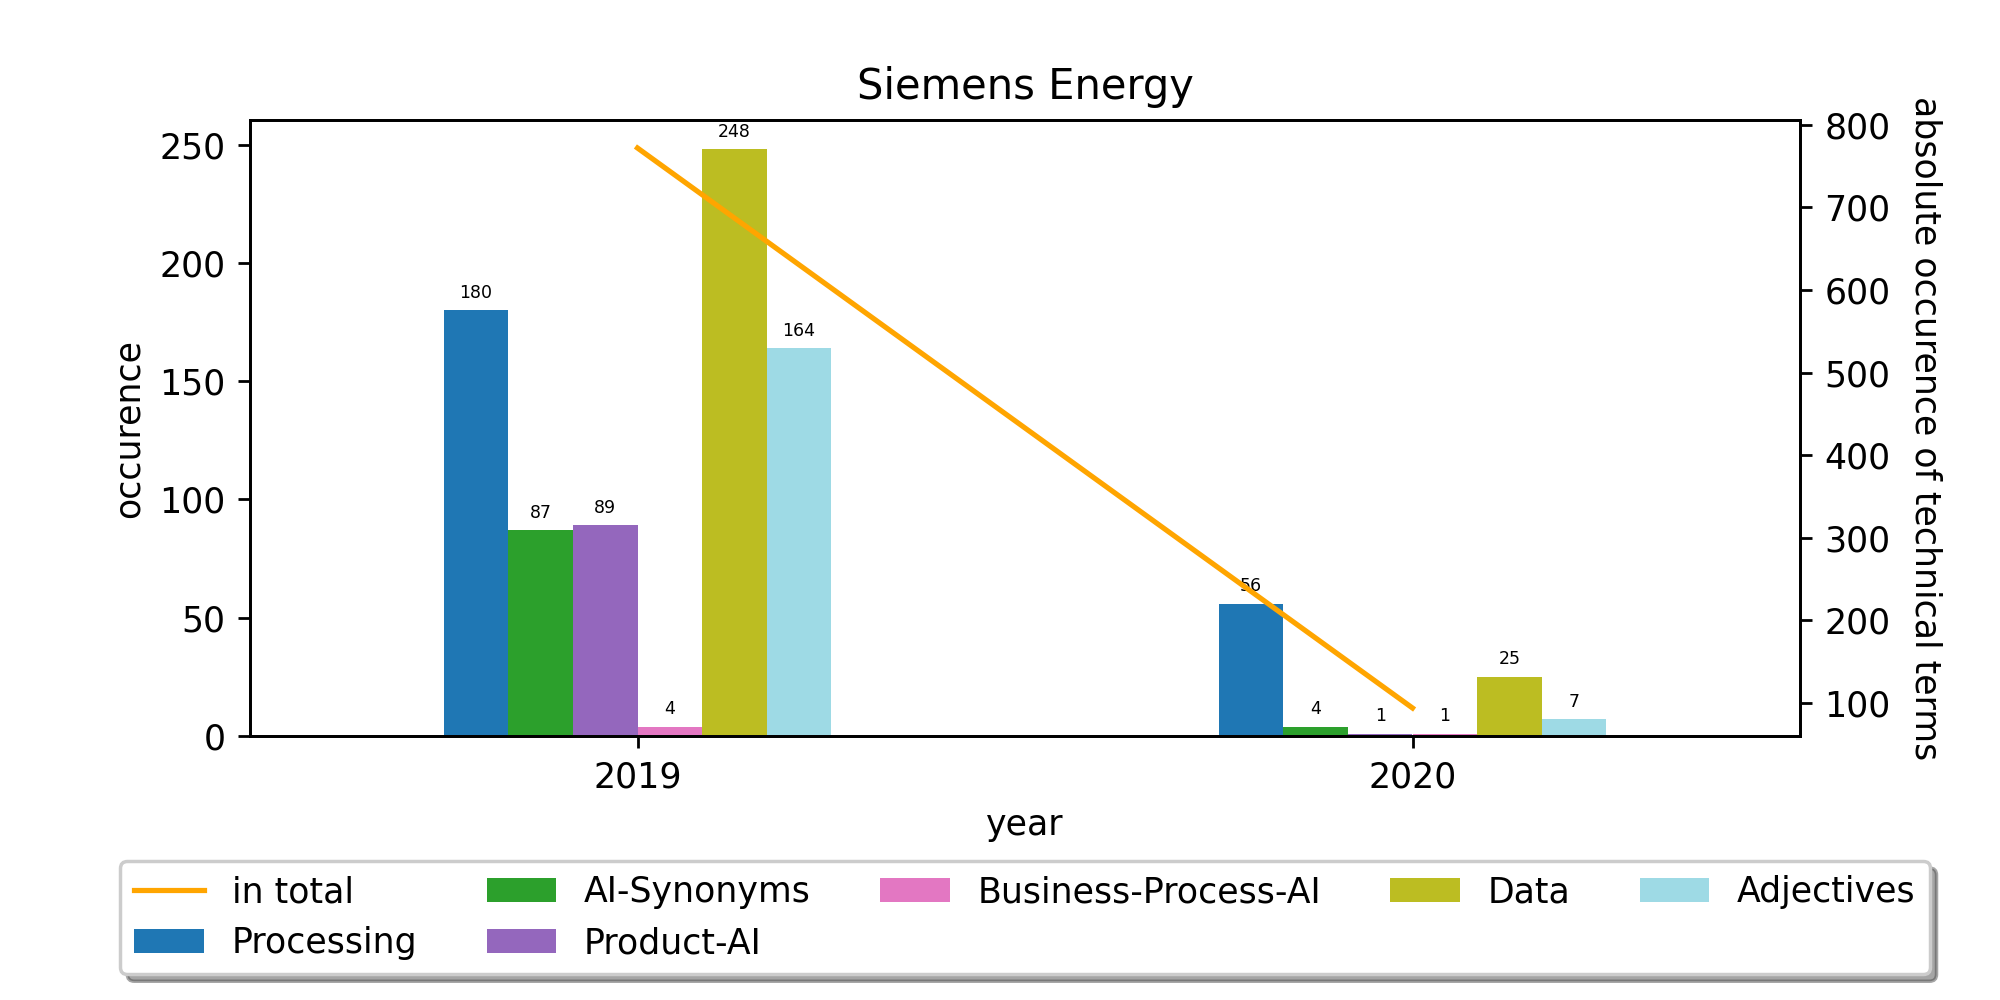 Siemens Energy
250
200
150
100
50
0
occurence
800
700
600
500
400
300
200
100
absolute occurence of technical terms
180
87
89
4
248
164
56
4
1
1
25
7
2019
2020
year
in total
AI-Synonyms
Business-Process-AI
Data
Adjectives
Processing
Product-AI